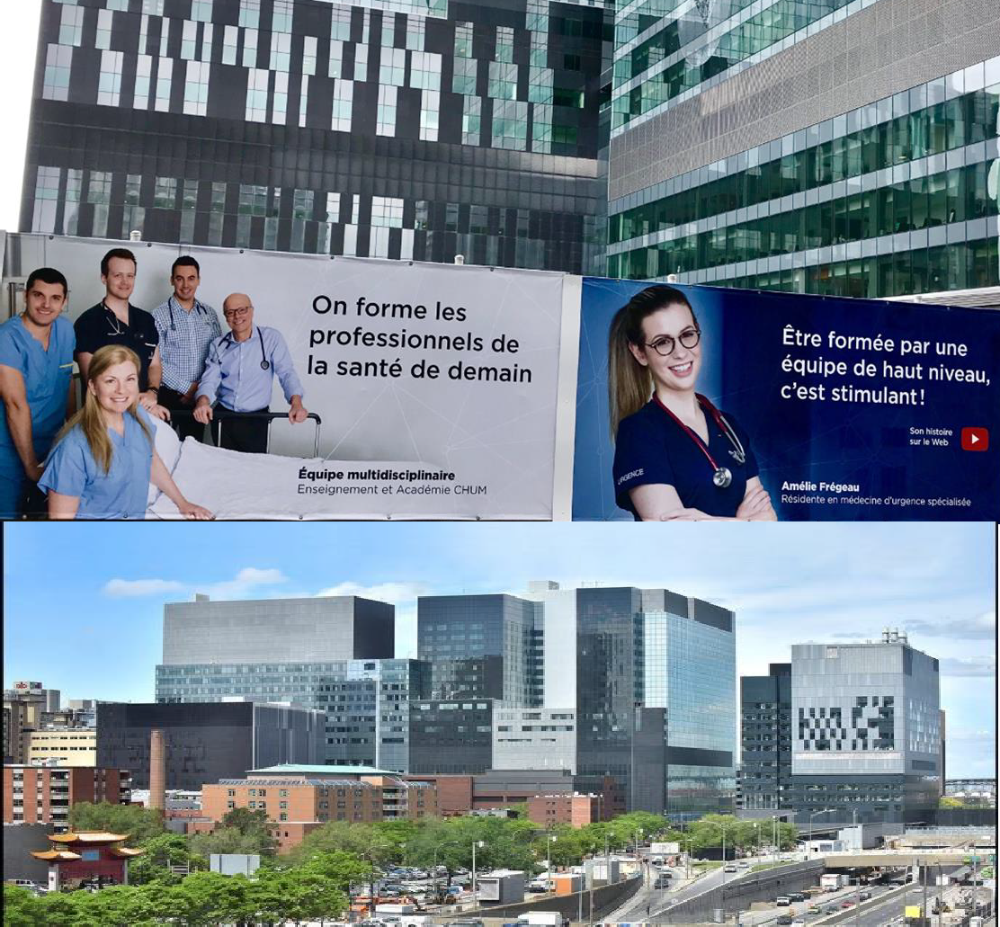 On forme les
professionnels de
la santé de demain
Équipe multidisciplinaire
Enseignement et Académie CHUM
Être formée par une
équipe de haut niveau,
c'est stimulant !
Son histoire
sur le Web
URGENCE
Amélie Frégeau
Résidente en médecine d'urgence spécialisée